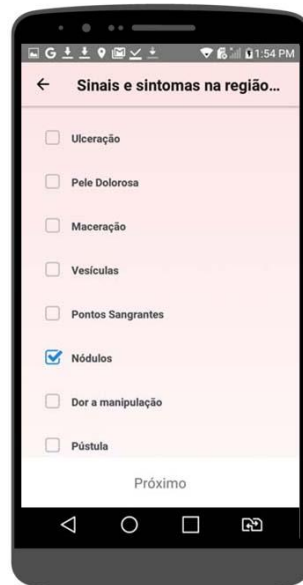 1:54 PM
Sinais e sintomas na região...
Ulceração
Pele Dolorosa
Maceração
Vesículas
Pontos Sangrantes
Nódulos
Dor a manipulação
Pústula
Próximo